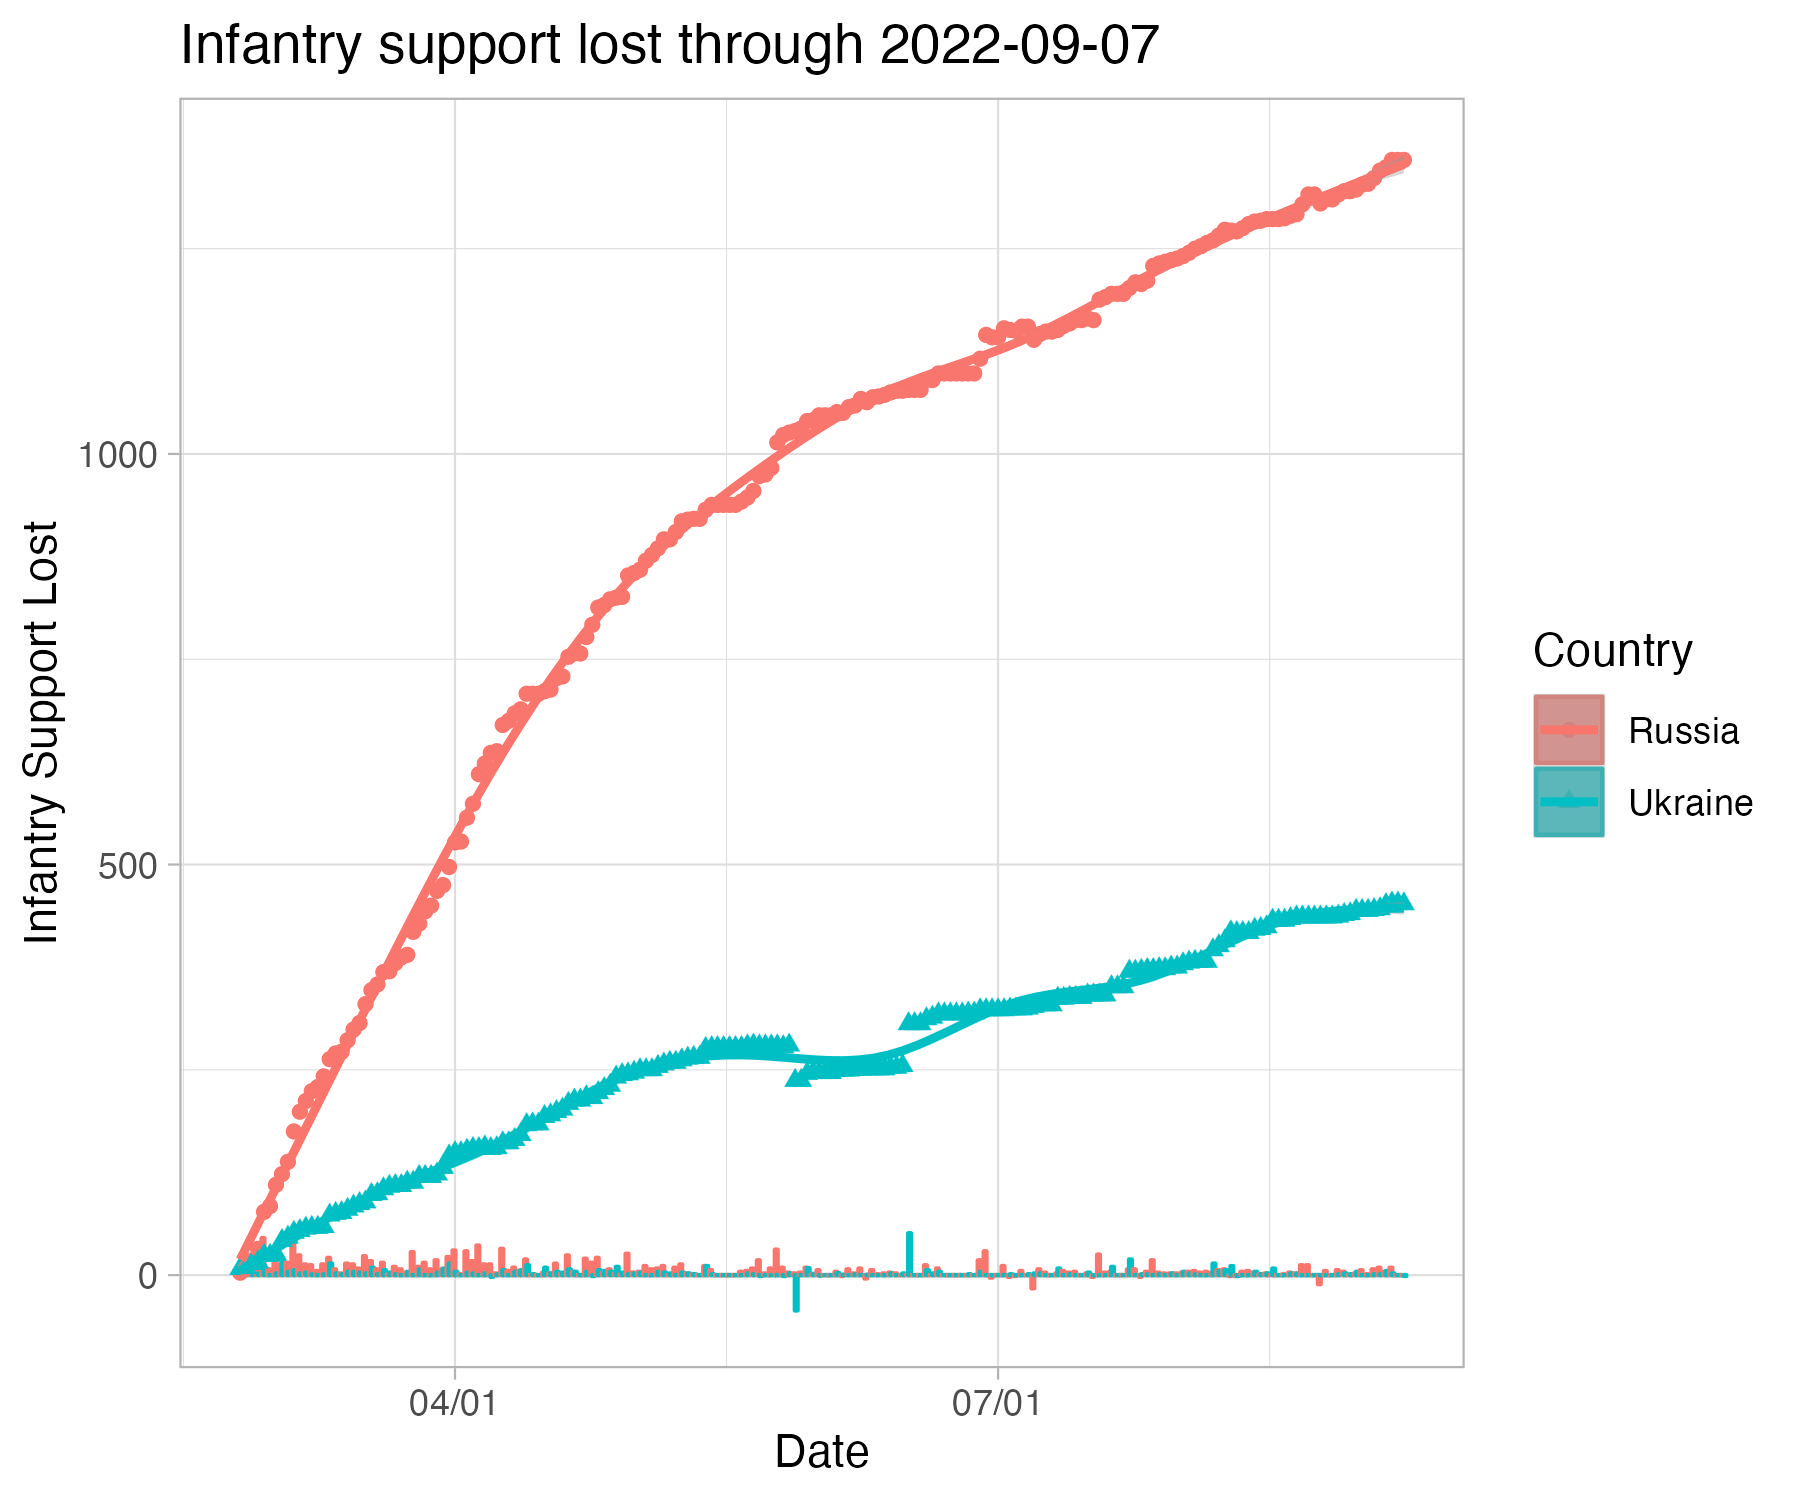 Infantry support lost through 2022-09-07
Infantry Support Lost
1000
500
0
04/01
07/01
Date
Country
Russia
Ukraine